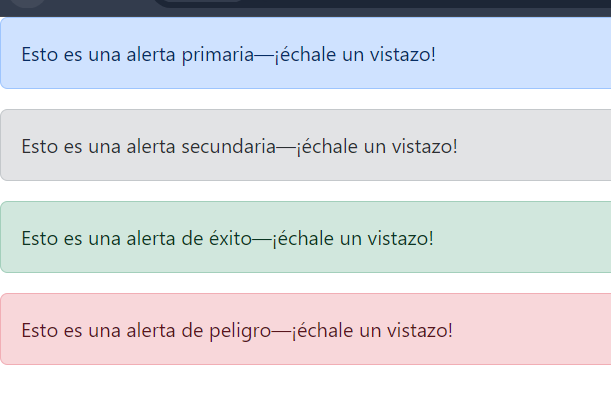 Esto es una alerta primaria—¡échale un vistazo!
Esto es una alerta secundaria—¡échale un vistazo!
Esto es una alerta de éxito—¡échale un vistazo!
Esto es una alerta de peligro—¡échale un vistazo!